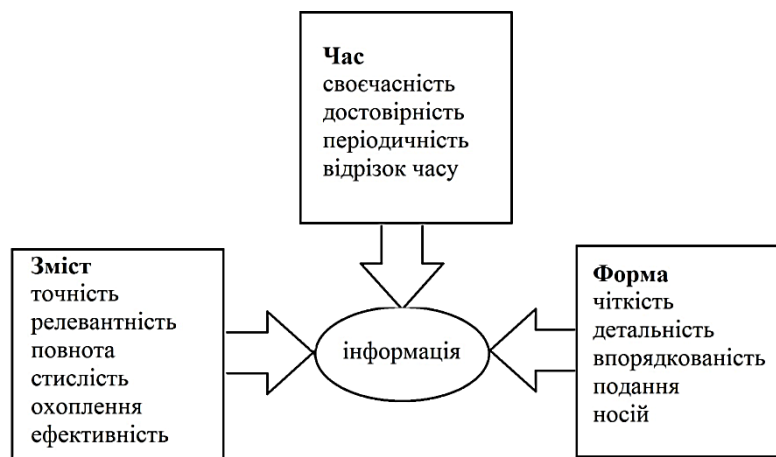 Час
своєчасність
достовірність
періодичність
відрізок часу
Зміст
точність
релевантність
повнота
стислість
охоплення
ефективність
інформація
Форма
чіткість
детальність
впорядкованість
подання
носій